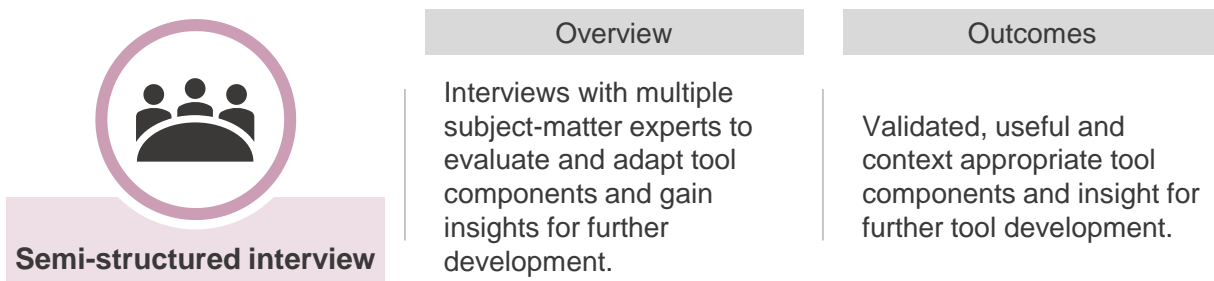 Overview
Outcomes
Interviews with multiple
subject-matter experts to
evaluate and adapt tool
components and gain
insights for further
development.
Validated, useful and
context appropriate tool
components and insight for
further tool development.
Semi-structured interview